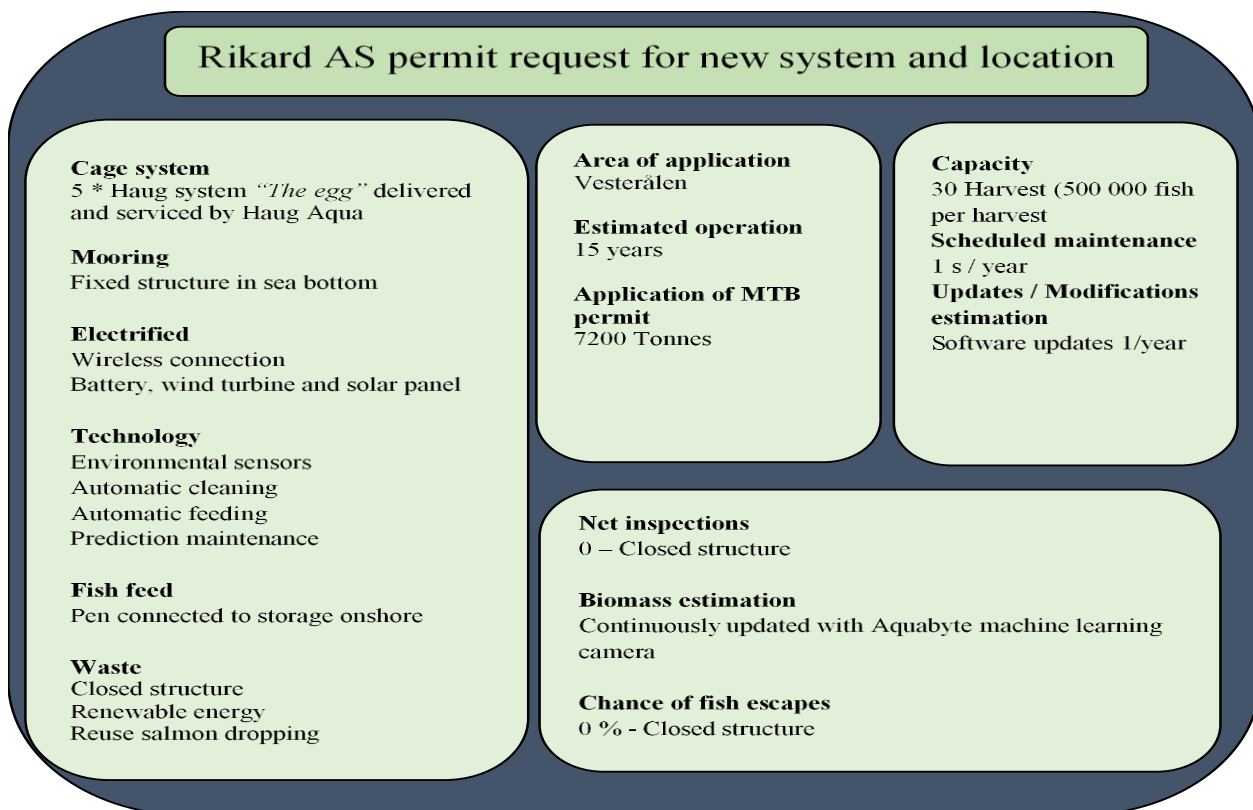 Rikard AS permit request for new system and location
Cage system
5 * Haug system “The egg” delivered
and serviced by Haug Aqua
Mooring
Fixed structure in sea bottom
Electrified
Wireless connection
Battery, wind turbine and solar panel
Technology
Environmental sensors
Automatic cleaning
Automatic feeding
Prediction maintenance
Fish feed
Pen connected to storage onshore
Waste
Closed structure
Renewable energy
Reuse salmon dropping
Area of application
Vesterålen
Estimated operation
15 years
Application of MTB
permit
7200 Tonnes
Capacity
30 Harvest (500 000 fish
per harvest
Scheduled maintenance
1 s / year
Updates / Modifications
estimation
Software updates 1/year
Net inspections
0 – Closed structure
Biomass estimation
Continuously updated with Aquabyte machine learning
camera
Chance of fish escapes
0 % - Closed structure